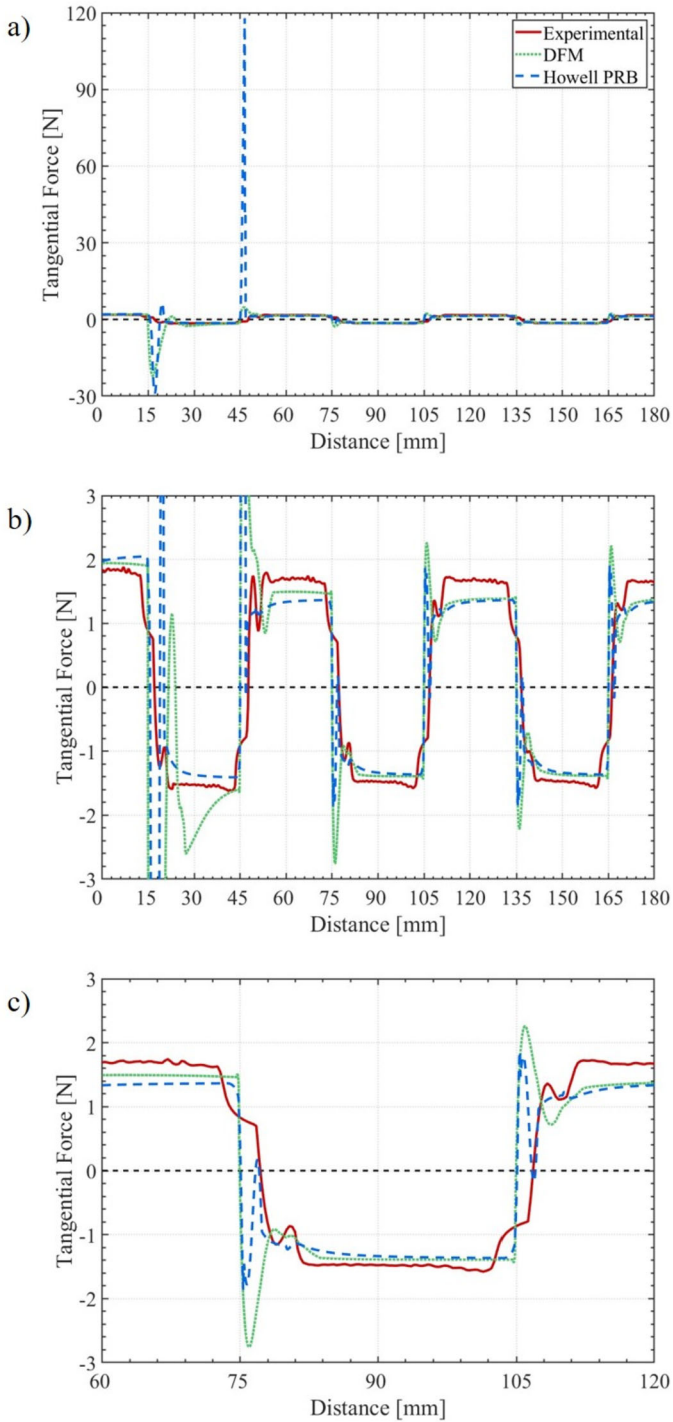 a)
120
90
60
30
0
-30
Tangential Force [N]
Experimental
DFM
Howell PRB
0 15 30 45 60 75 90 105 120 135 150 165 180
Distance [mm]
b)
3
2
1
0
-1
-2
-3
Tangential Force [N]
0 15 30 45 60 75 90 105 120 135 150 165 180
Distance [mm]
c)
3
2
1
0
-1
-2
-3
Tangential Force [N]
60 75 90 105 120
Distance [mm]